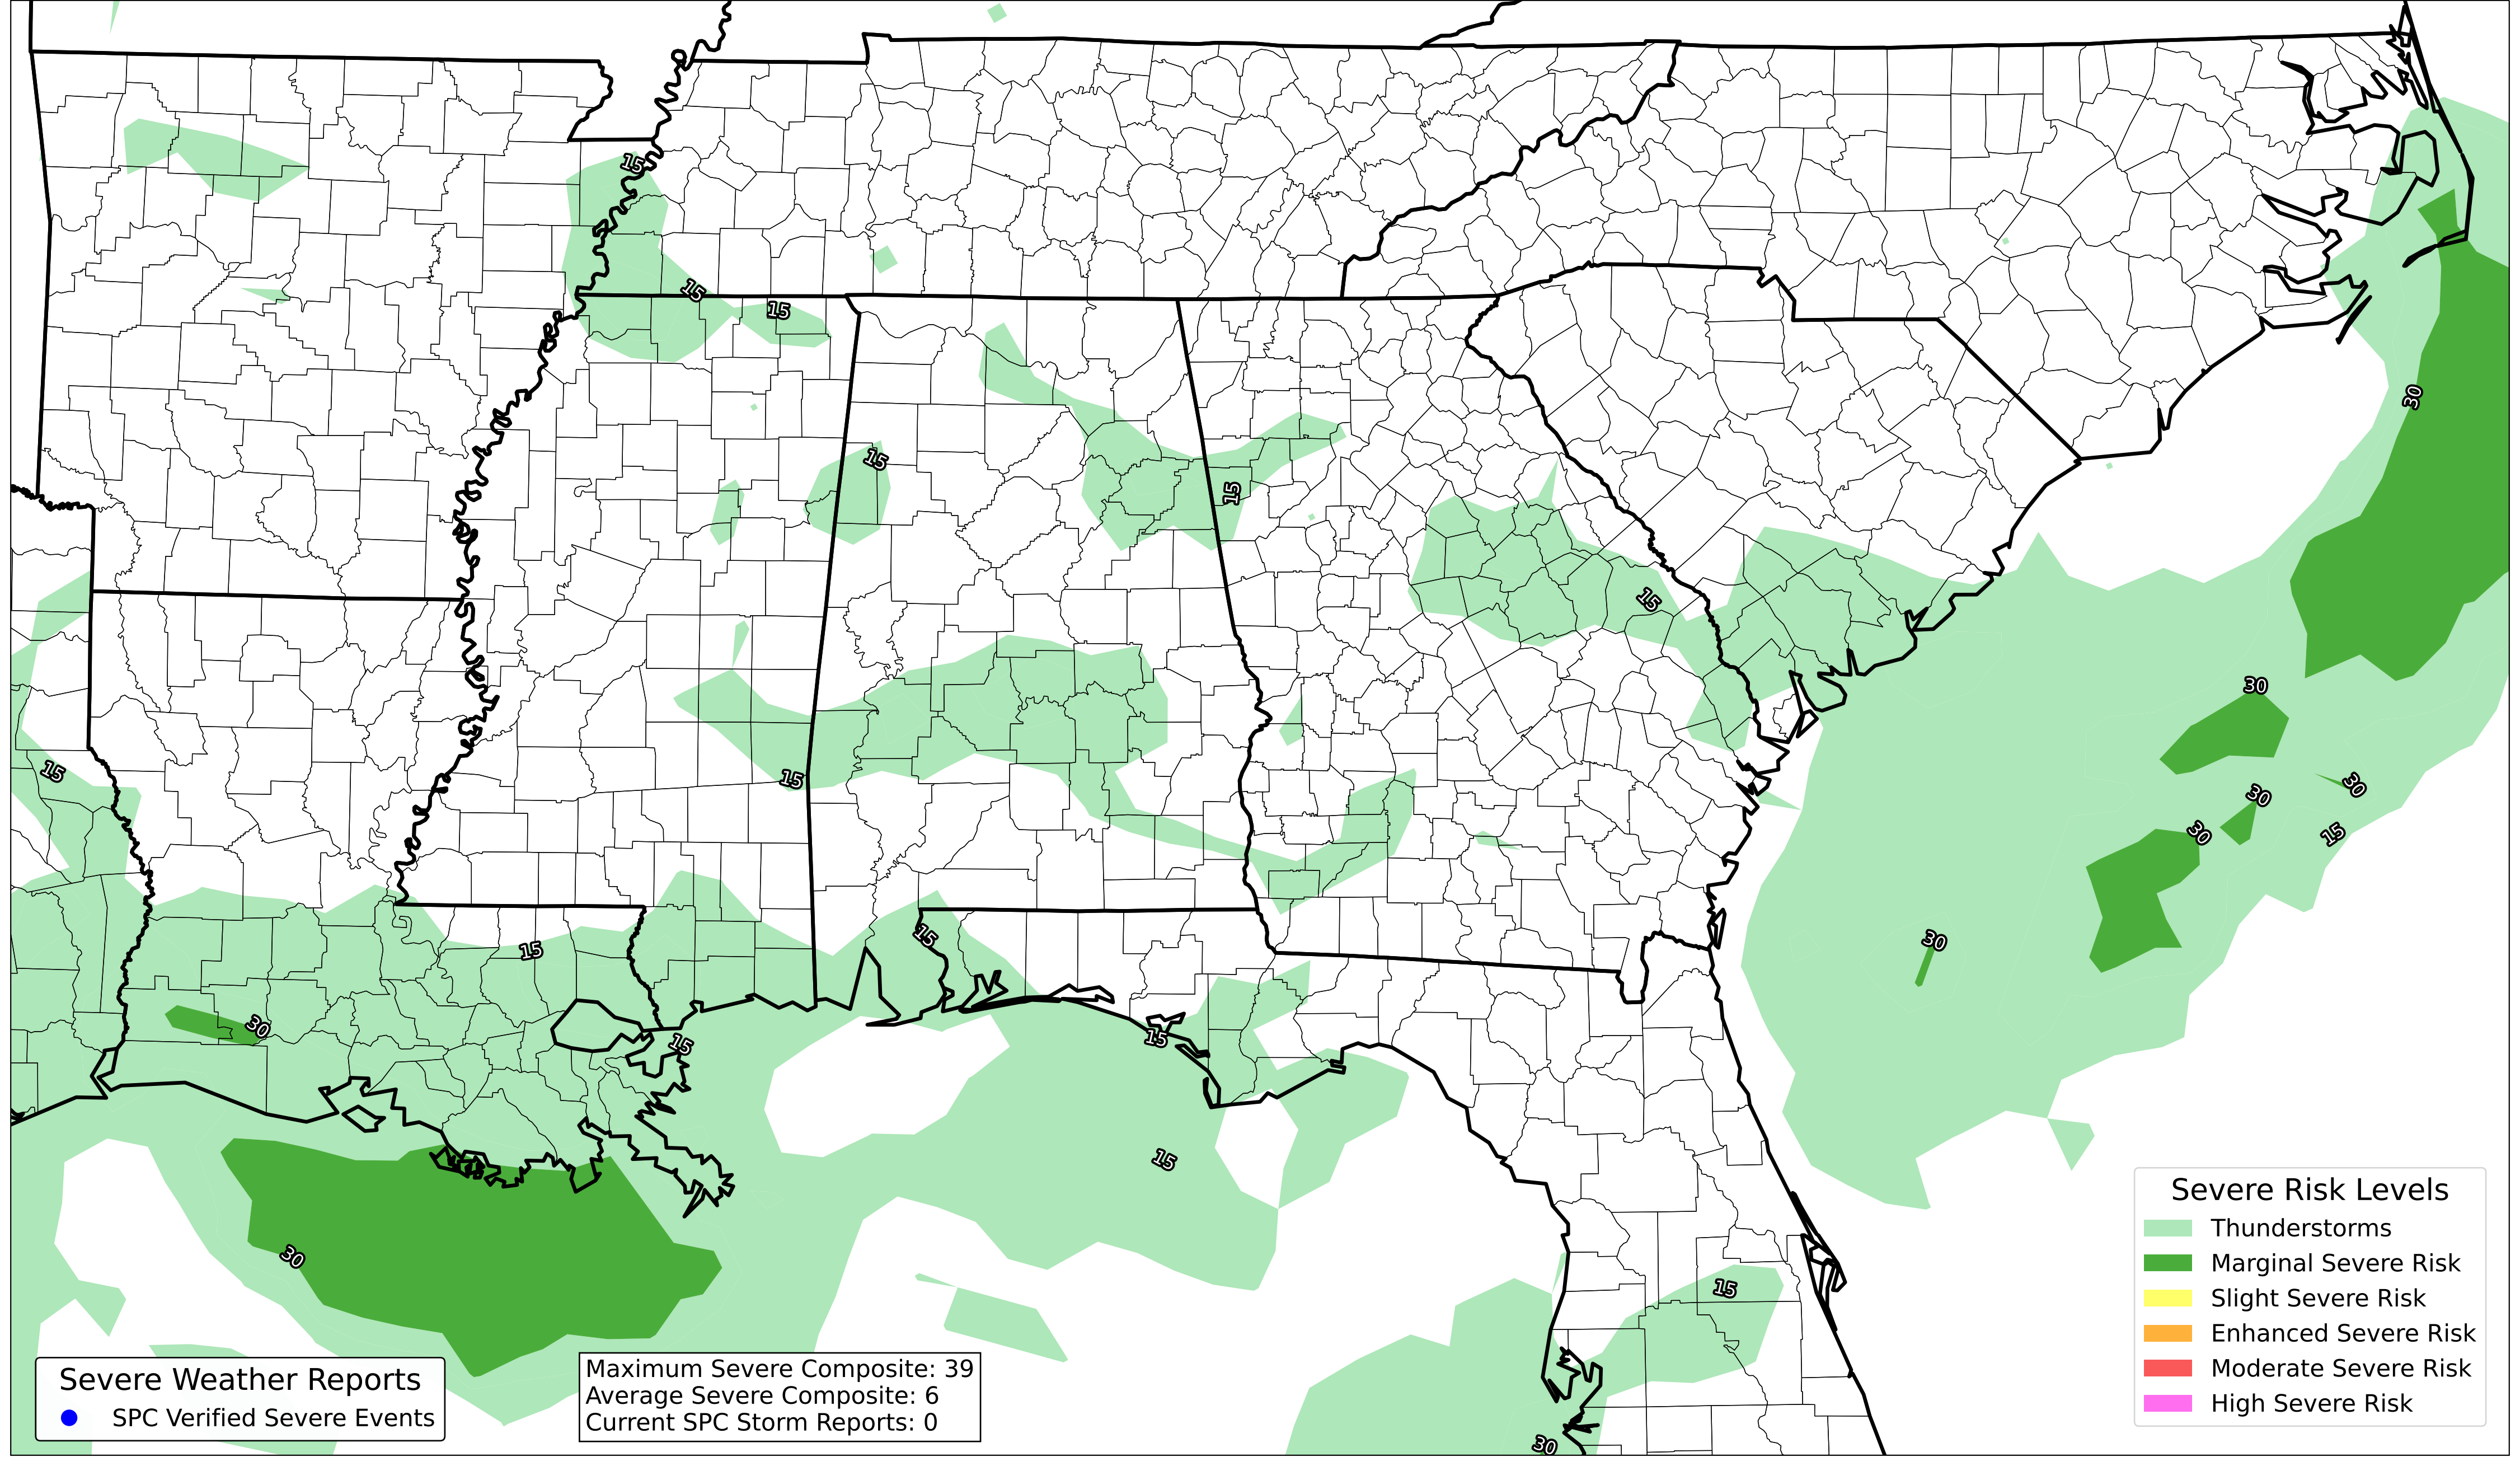 15
15
15
30
15
15
15
15
30
30
15
30
30
15
15
15
15
30
30
15
15
15
30
15
30
Severe Risk Levels
Thunderstorms
Marginal Severe Risk
Slight Severe Risk
Enhanced Severe Risk
Moderate Severe Risk
High Severe Risk
Severe Weather Reports
SPC Verified Severe Events
Maximum Severe Composite: 39
Average Severe Composite: 6
Current SPC Storm Reports: 0